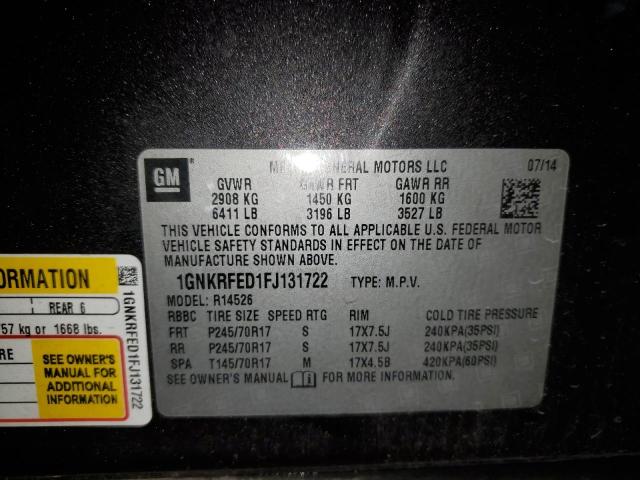 GM ®
MF GENERAL MOTORS LLC 07/14
GVWR GAWR FRT GAWR RR
2908 KG 1450 KG 1600 KG
6411 LB 3196 LB 3527 LB
THIS VEHICLE CONFORMS TO ALL APPLICABLE U.S. FEDERAL MOTOR
VEHICLE SAFETY STANDARDS IN EFFECT ON THE DATE OF
MANUFACTURE SHOWN ABOVE.
1GNKRFED1FJ131722 TYPE: M.P.V.
MODEL: R14526
RBBC TIRE SIZE SPEED RTG RIM COLD TIRE PRESSURE
FRT P245/70R17 S 17X7.5J 240KPA(35PSI)
RR P245/70R17 S 17X7.5J 240KPA(35PSI)
SPA T145/70R17 M 17X4.5B 420KPA(60PSI)
SEE OWNER'S MANUAL FOR MORE INFORMATION.
ORMATION
REAR 6
757 kg or 1668 lbs.
RE
SEE OWNER'S
MANUAL FOR
ADDITIONAL
INFORMATION
1GNKRFED1FJ131722